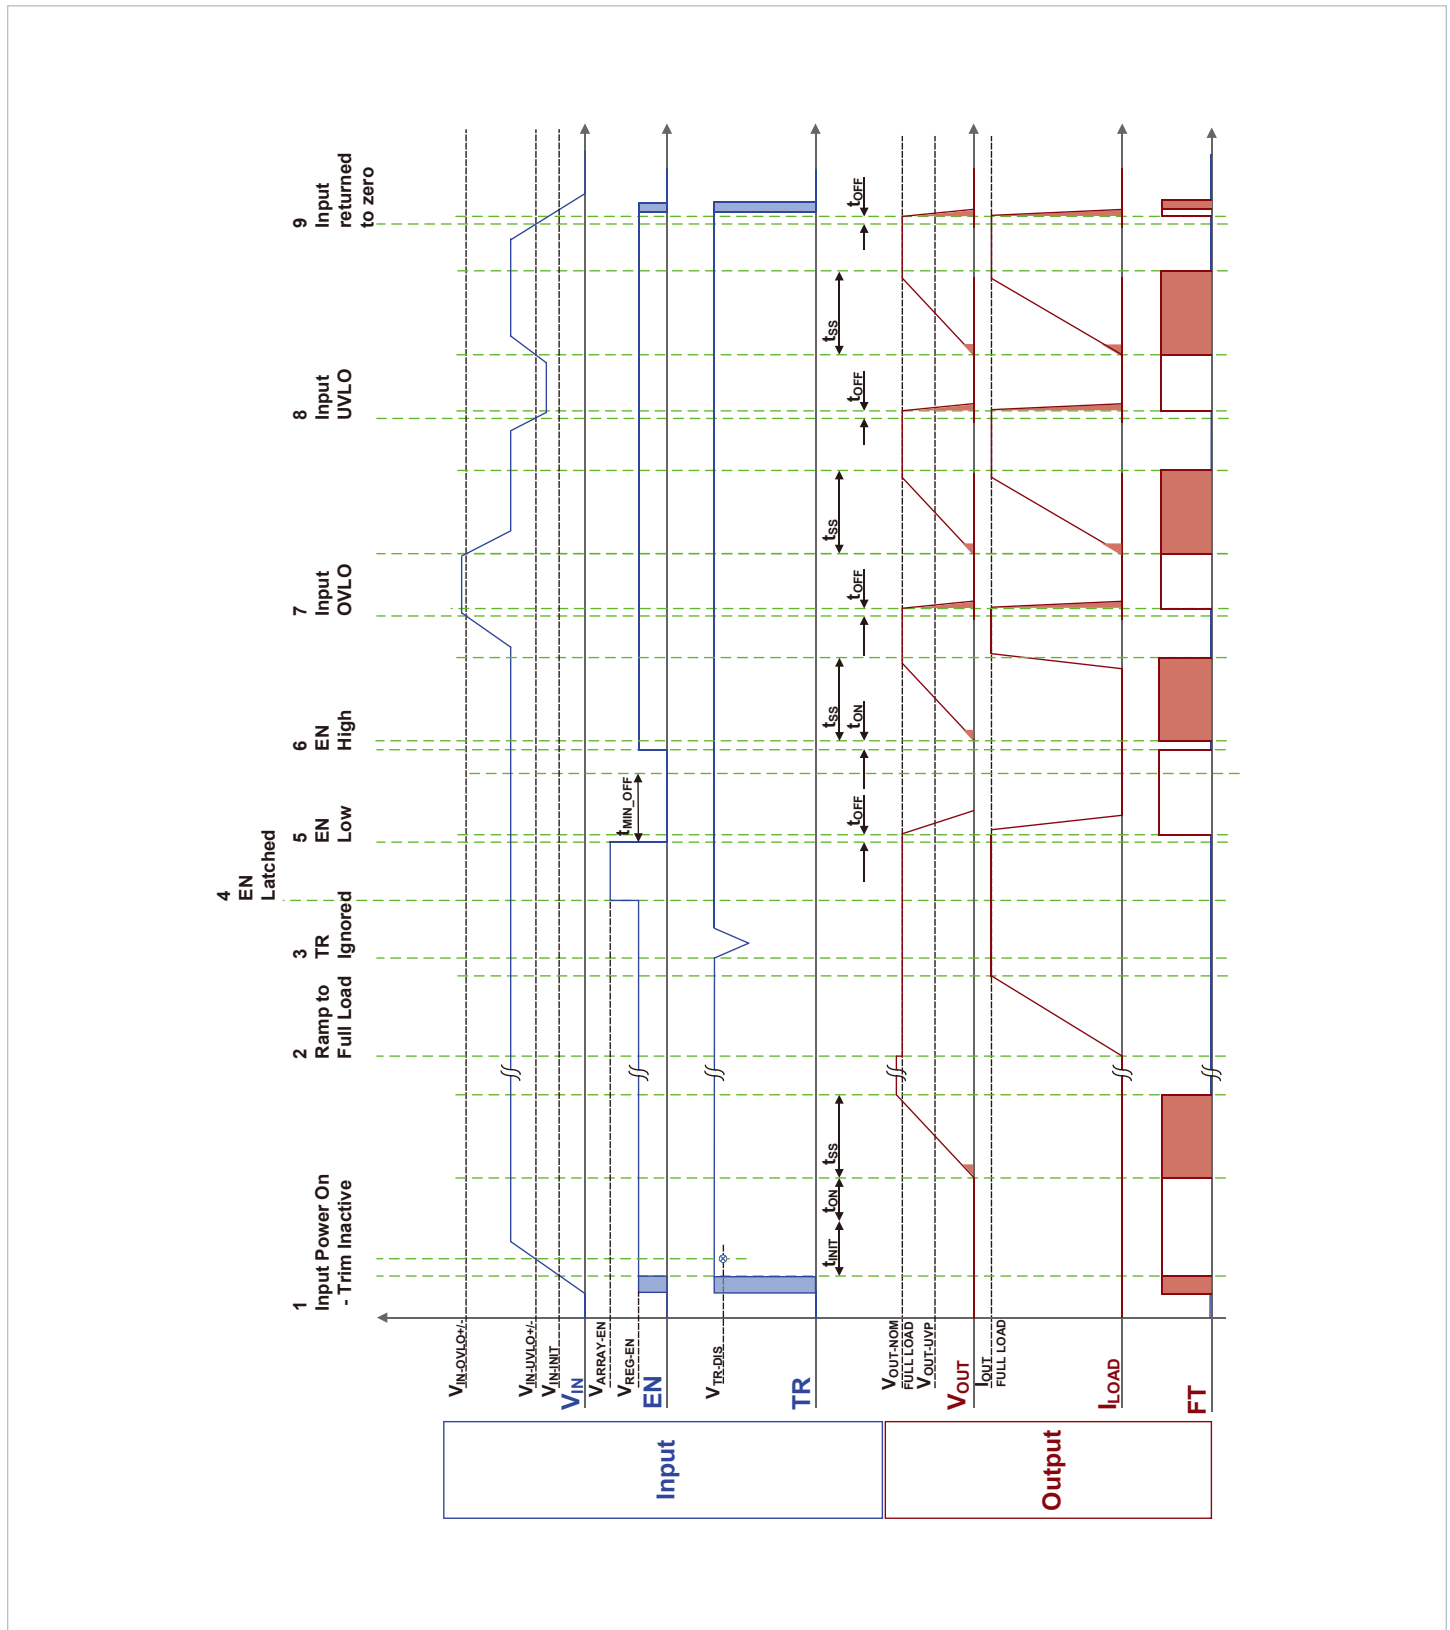 1
Input Power On
- Trim Inactive
2
Ramp to
Full Load
3
TR
Ignored
4
EN
Latched
5
EN
Low
6
EN
High
7
Input
OVLO
8
Input
UVLO
9
Input
returned
to zero
Input
VIN-OVLO+/-
VIN-UVLO+/-
VIN-INIT
VIN
VARRAY-EN
VREG-EN
EN
tMIN_OFF
VTR-DIS
TR
tINIT
tON
tSS
tSS
tSS
tSS
tOFF
tON
tOFF
tOFF
tOFF
Output
VOUT-NOM
FULL LOAD
VOUT-UVP
VOUT
IOUT
FULL LOAD
ILOAD
FT